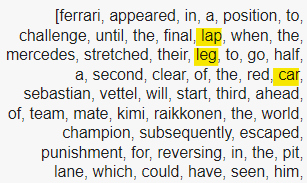 [ferrari, appeared, in, a, position, to,
challenge, until, the, final, lap, when, the,
mercedes, stretched, their, leg, to, go, half,
a, second, clear, of, the, red, car,
sebastian, vettel, will, start, third, ahead,
of, team, mate, kimi, raikkonen, the, world,
champion, subsequently, escaped,
punishment, for, reversing, in, the, pit,
lane, which, could, have, seen, him,